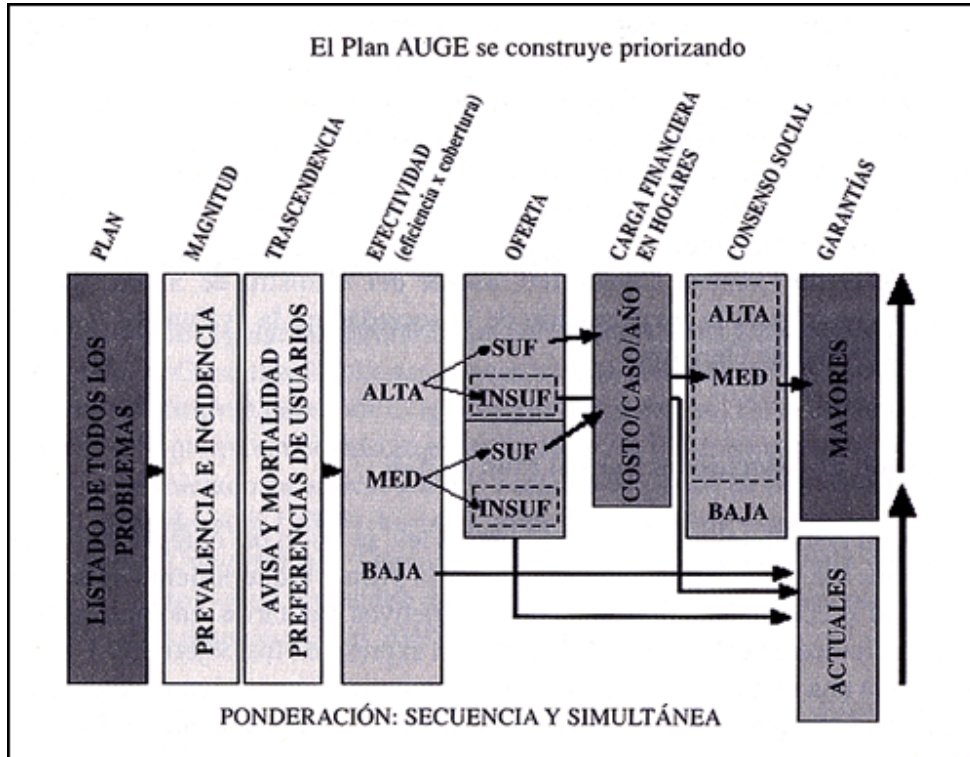 El Plan AUGE se construye priorizando
PLAN
MAGNITUD
TRASCENDENCIA
EFECTIVIDAD
(eficiencia x cobertura)
OFERTA
CARGA FINANCIERA
EN HOGARES
CONSENSO SOCIAL
GARANTÍAS
LISTADO DE TODOS LOS
PROBLEMAS
PREVALENCIA E INCIDENCIA
AVISA Y MORTALIDAD
PREFERENCIAS DE USUARIOS
ALTA
MED
BAJA
SUF
INSUF
SUF
INSUF
COSTO/CASO/AÑO
ALTA
MED
BAJA
MAYORES
ACTUALES
PONDERACIÓN: SECUENCIA Y SIMULTÁNEA